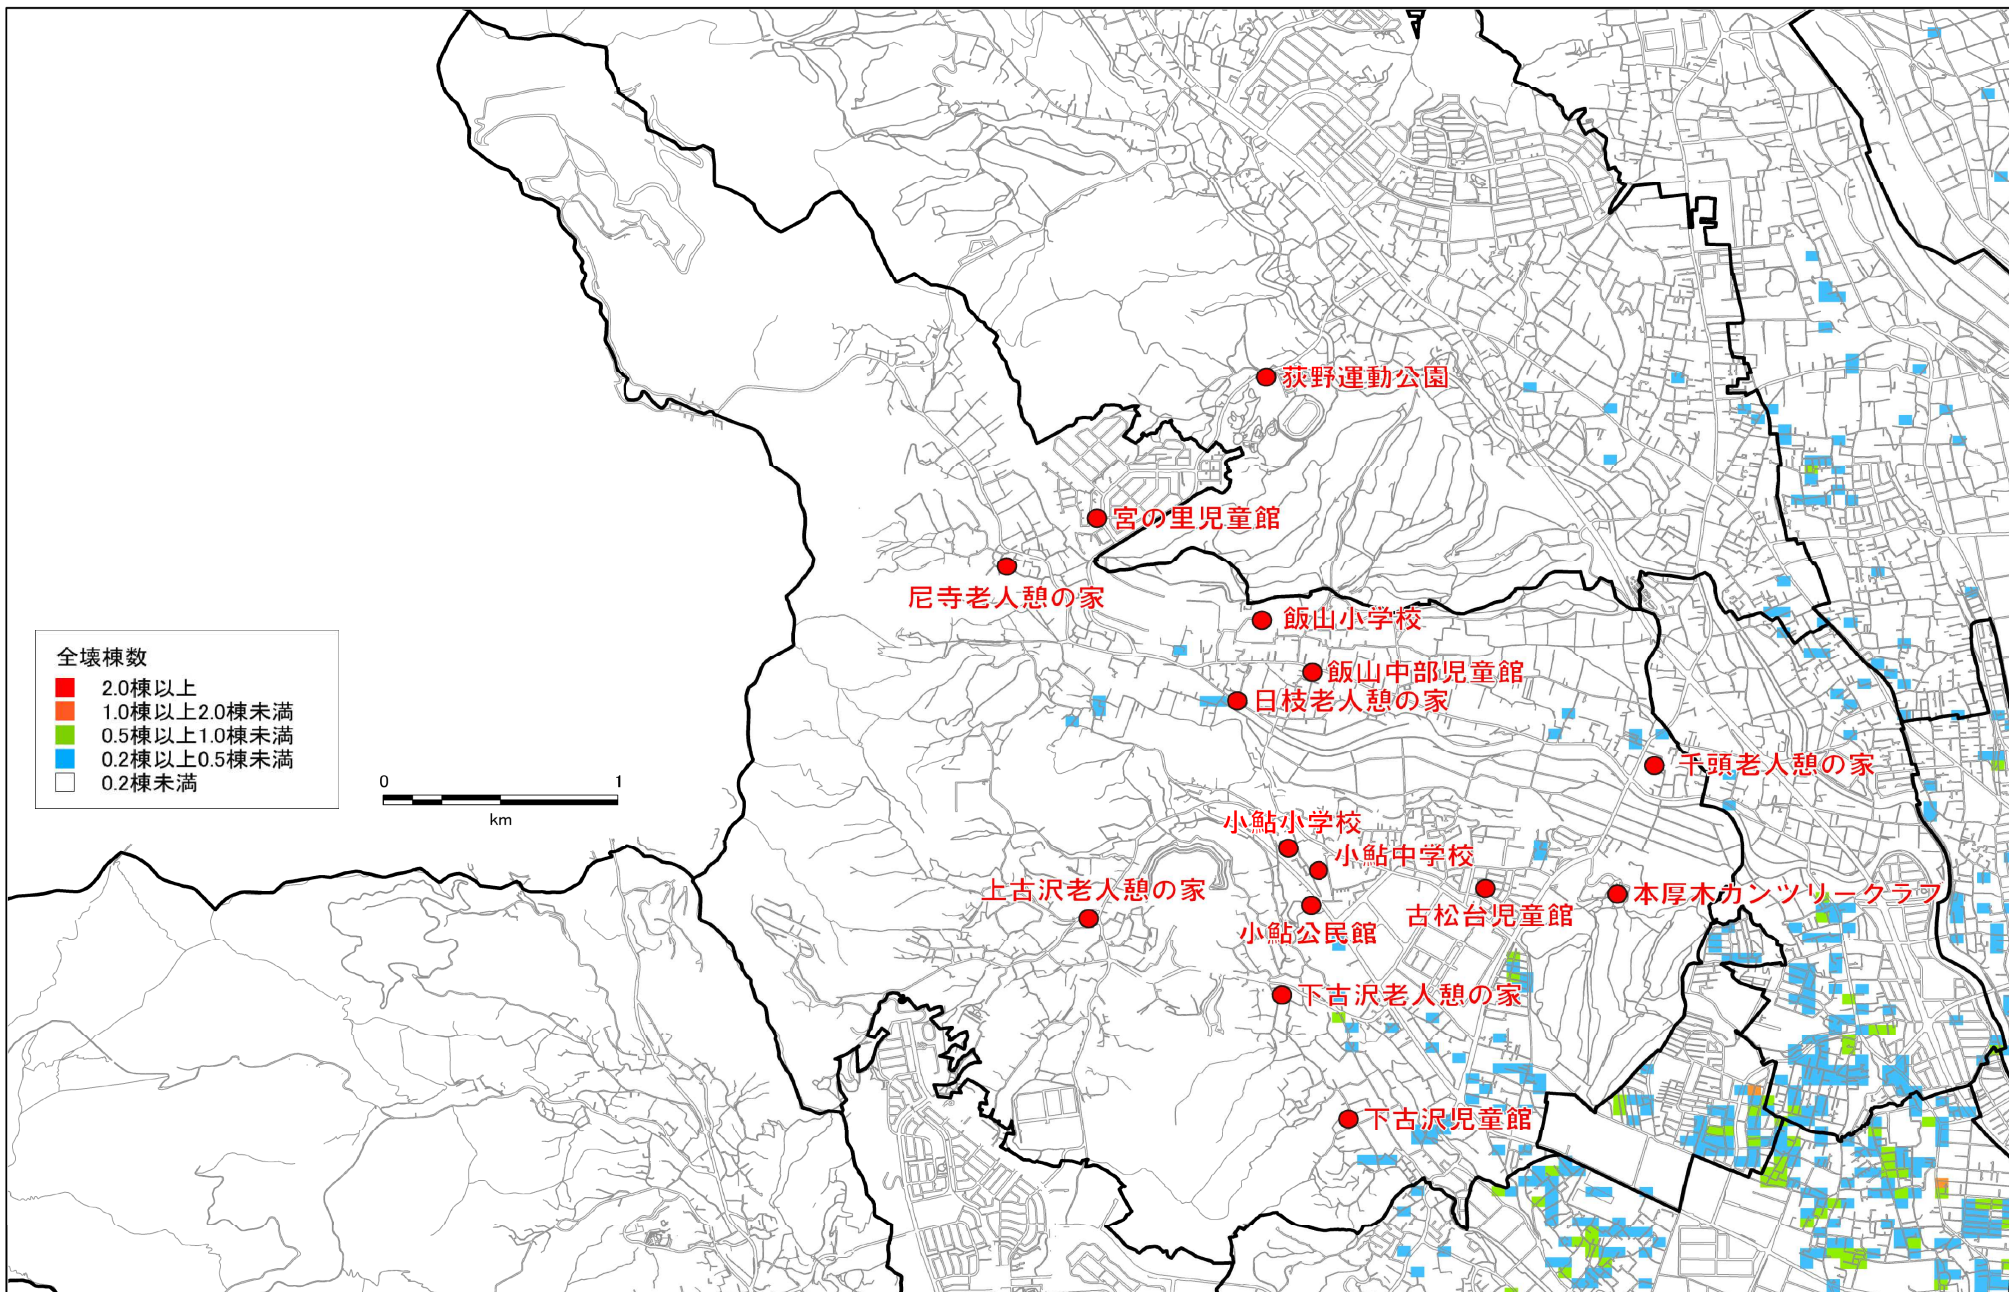 荻野運動公園
宮の里児童館
尼寺老人憩の家
飯山小学校
飯山中部児童館
日枝老人憩の家
千頭老人憩の家
小鮎小学校
小鮎中学校
上古沢老人憩の家
古松台児童館
本厚木カンツリークラブ
小鮎公民館
下古沢老人憩の家
下古沢児童館
全壊棟数
2.0棟以上
1.0棟以上2.0棟未満
0.5棟以上1.0棟未満
0.2棟以上0.5棟未満
0.2棟未満
0 1
km